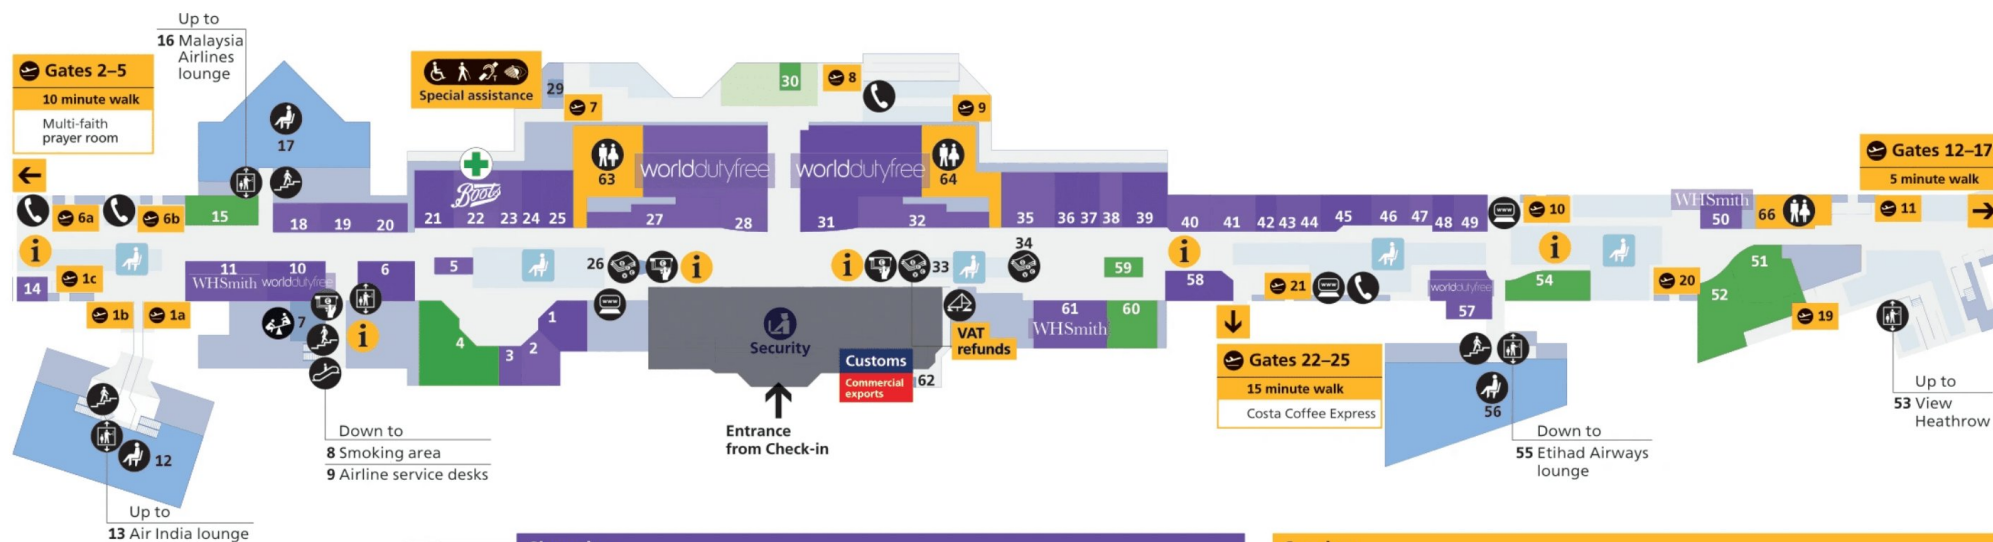 Up to
16 Malaysia
Airlines
lounge
Gates 2–5
10 minute walk
Multi-faith
prayer room
Special assistance
29
7
30
8
9
Gates 12–17
5 minute walk
17
63
worlddutyfree
worlddutyfree
64
Boots
6a
6b
15
18
19
20
21
22
23
24
25
27
28
31
32
35
36
37
38
39
40
41
42
43
44
45
46
47
48
49
www
10
WHSmith
50
66
11
i
i
i
i
i
14
1c
11
WHSmith
10
worlddutyfree
6
5
26
33
34
59
58
21
www
worlddutyfree
57
54
20
51
52
19
1b
1a
7
i
4
3
2
1
www
Security
VAT
refunds
61
WHSmith
60
Customs
Commercial
exports
62
Entrance
from Check-in
Gates 22–25
15 minute walk
Costa Coffee Express
56
Up to
53 View
Heathrow
12
Down to
8 Smoking area
9 Airline service desks
Down to
55 Etihad Airways
lounge
Up to
13 Air India lounge